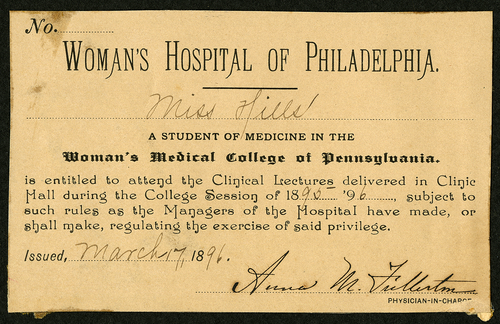 No.
WOMAN'S HOSPITAL OF PHILADELPHIA.
Miss Hills
A STUDENT OF MEDICINE IN THE
Woman's Medical College of Pennsylvania.
is entitled to attend the Clinical Lectures delivered in Clinic
Hall during the College Session of 1895-'96, subject to
such rules as the Managers of the Hospital have made, or
shall make, regulating the exercise of said privilege.
Issued, March 17, 1896.
Anna M. Fullerton
PHYSICIAN-IN-CHARGE